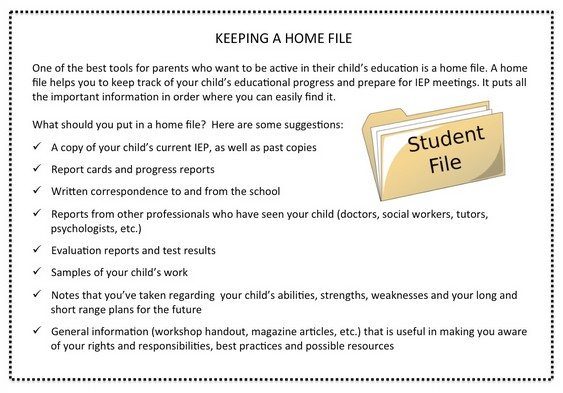 KEEPING A HOME FILE
One of the best tools for parents who want to be active in their child's education is a home file. A home
file helps you to keep track of your child's educational progress and prepare for IEP meetings. It puts all
the important information in order where you can easily find it.
What should you put in a home file?  Here are some suggestions:
✓ A copy of your child's current IEP, as well as past copies
✓ Report cards and progress reports
✓ Written correspondence to and from the school
✓ Reports from other professionals who have seen your child (doctors, social workers, tutors,
psychologists, etc.)
✓ Evaluation reports and test results
✓ Samples of your child's work
✓ Notes that you've taken regarding  your child's abilities, strengths, weaknesses and your long and
short range plans for the future
✓ General information (workshop handout, magazine articles, etc.) that is useful in making you aware
of your rights and responsibilities, best practices and possible resources
Student
File